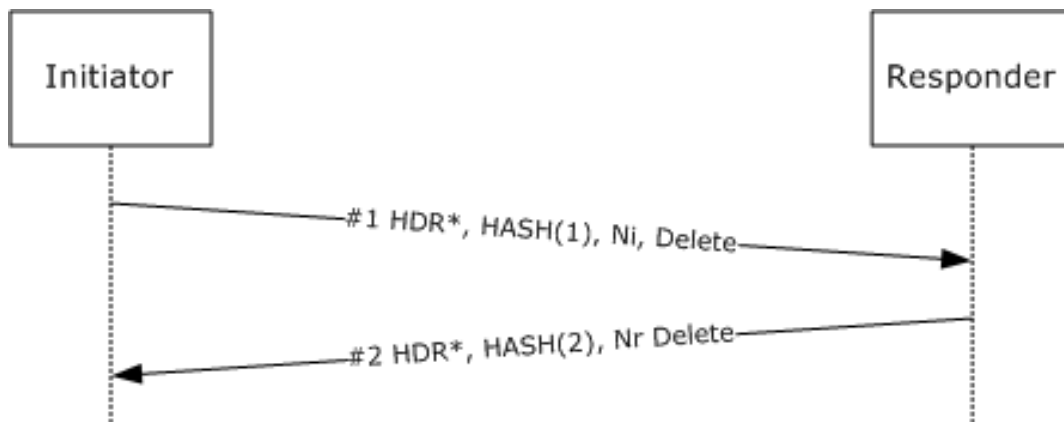 Initiator
Responder
#1 HDR*, HASH(1), Ni, Delete
#2 HDR*, HASH(2), Nr Delete